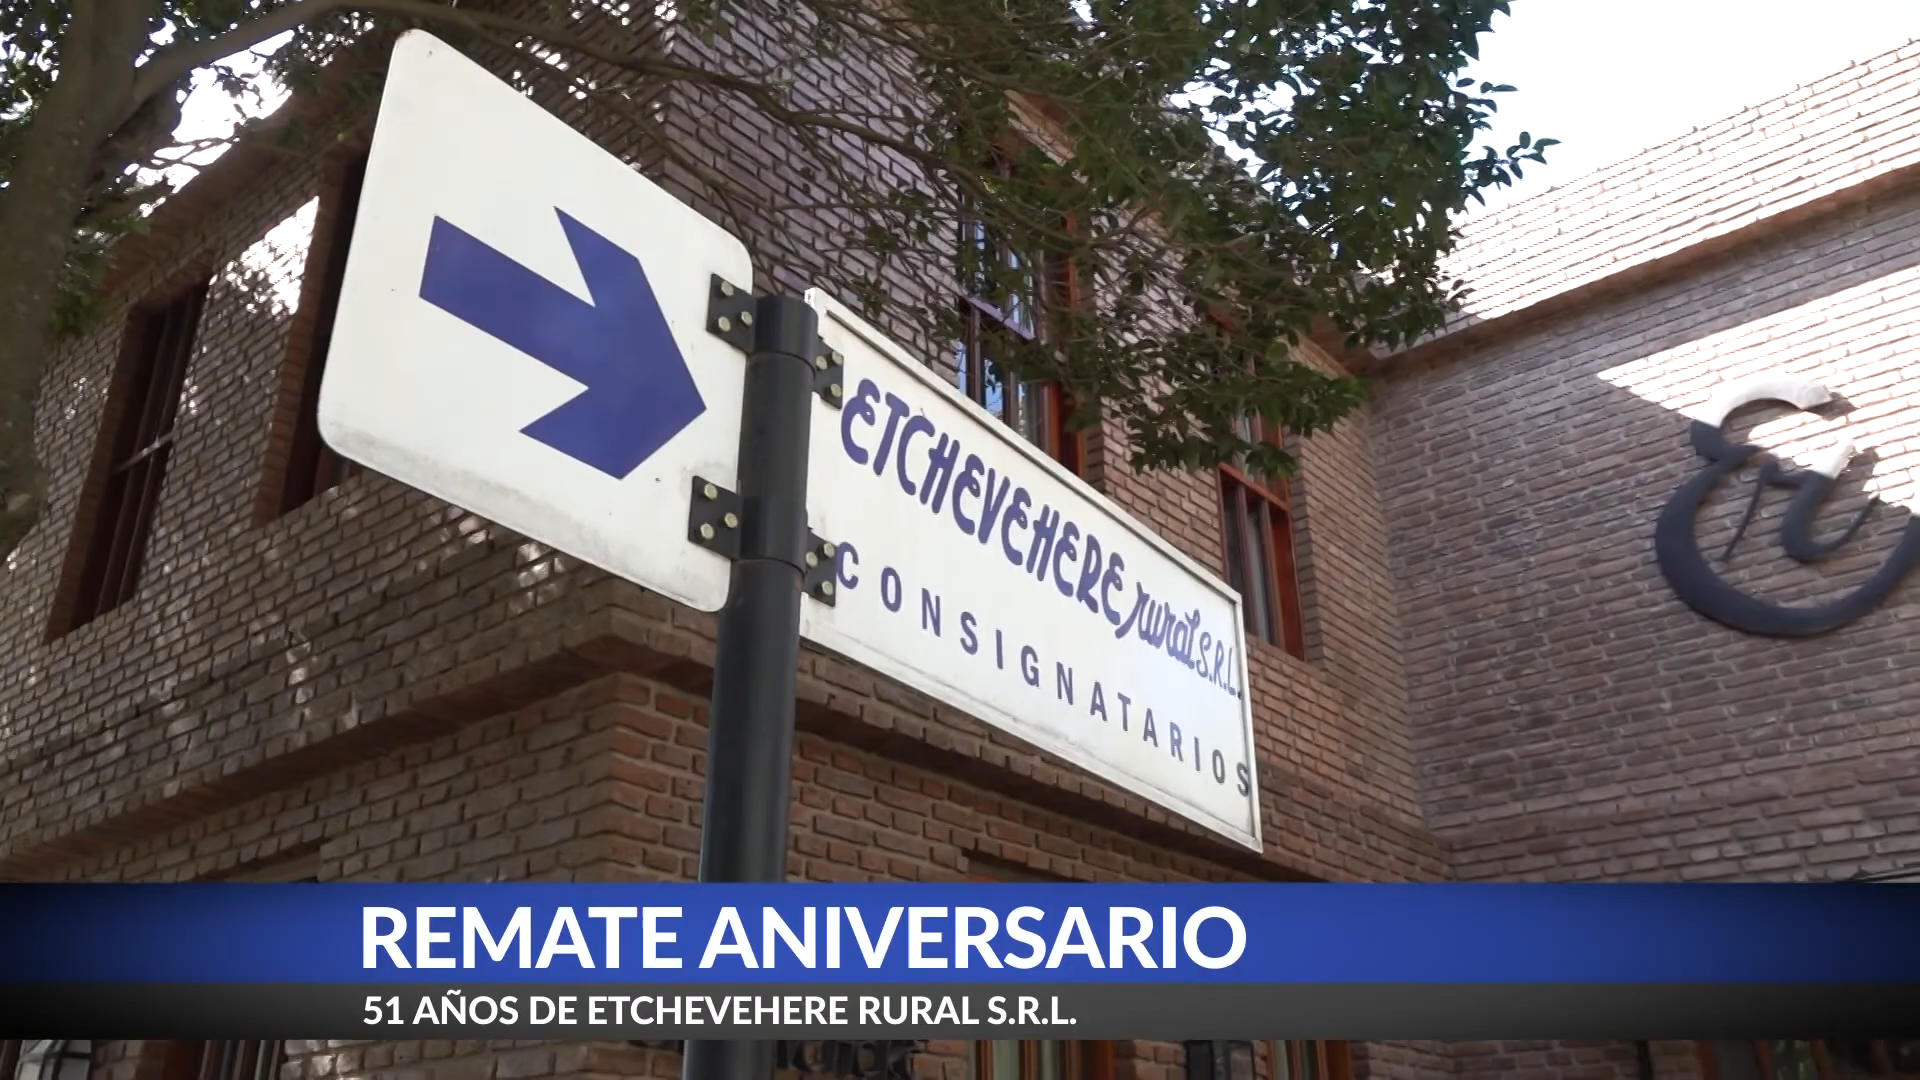 ETCHEVEHERE rural S.R.L.
CONSIGNATARIOS
REMATE ANIVERSARIO
51 AÑOS DE ETCHEVEHERE RURAL S.R.L.